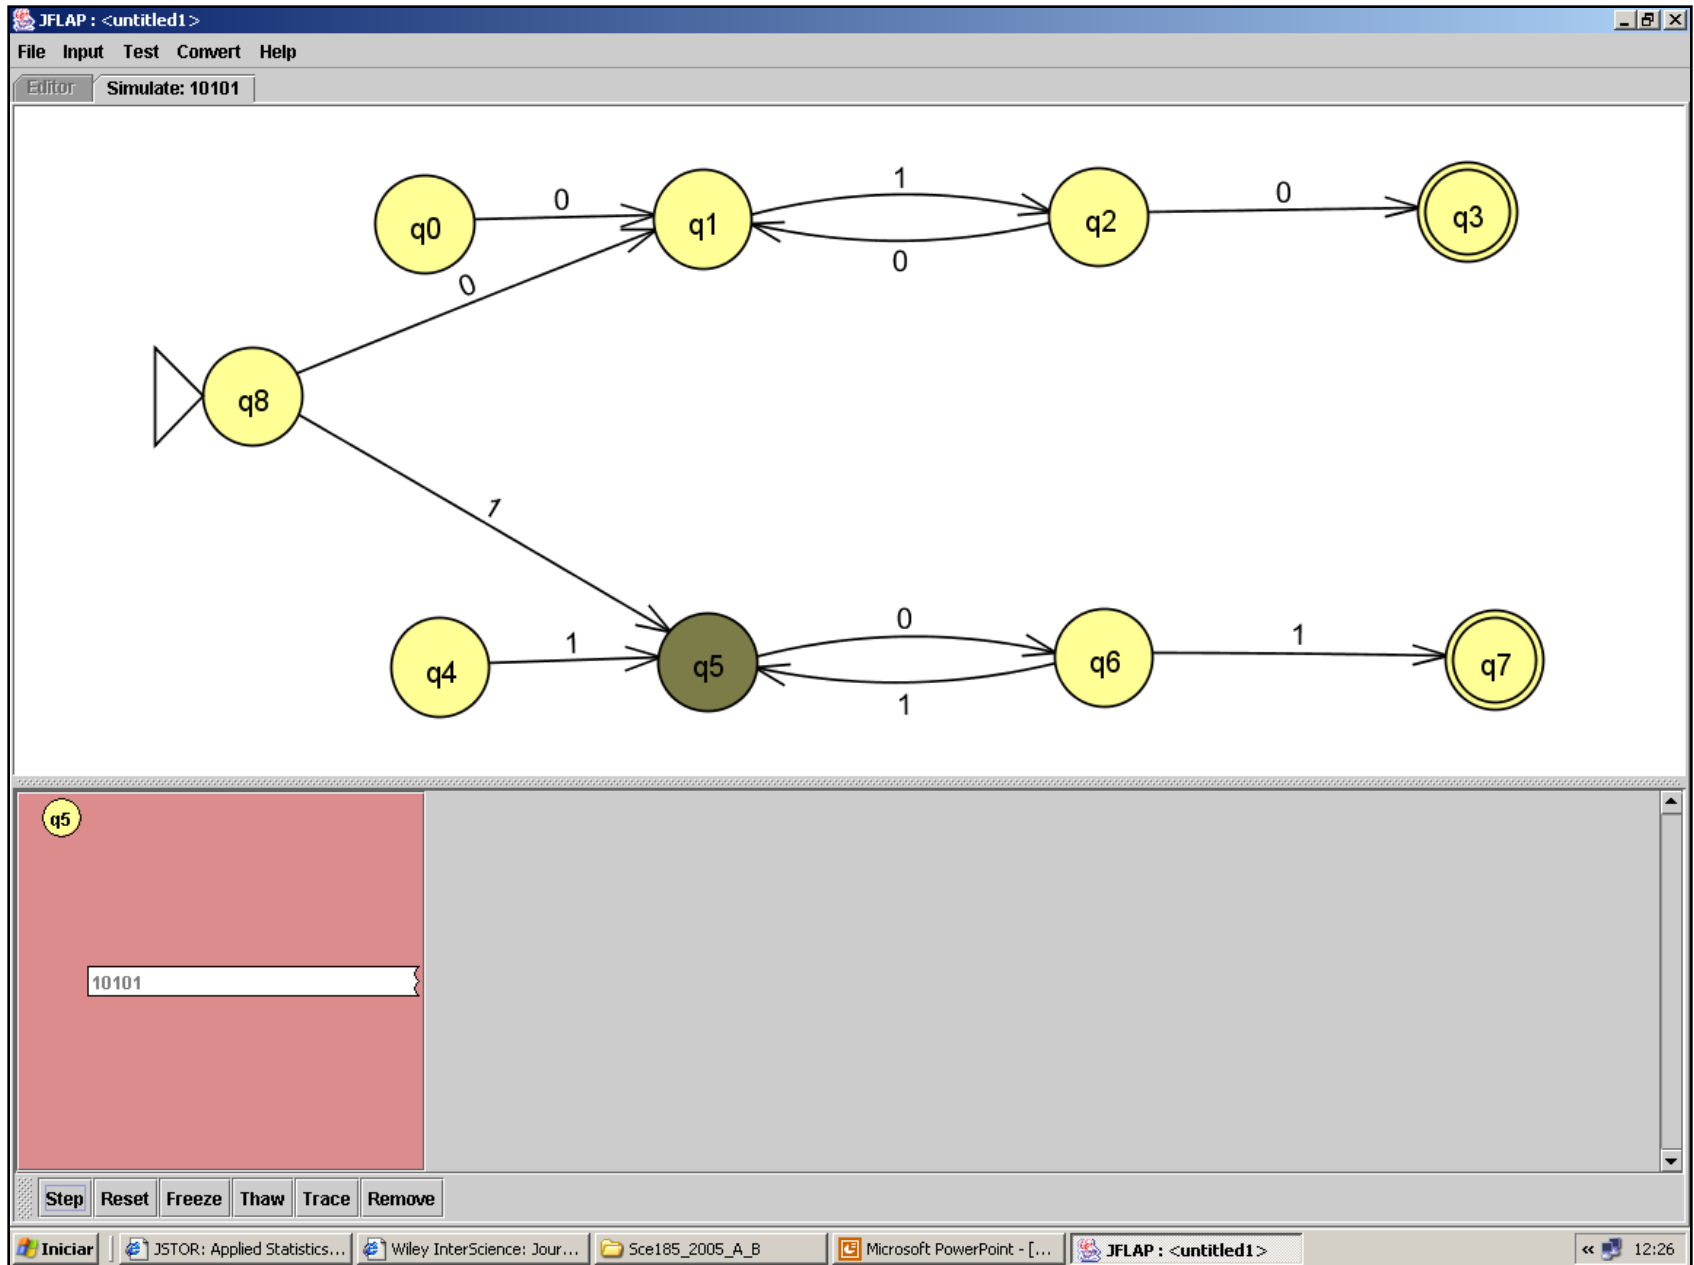 JFLAP : <untitled1>
File Input Test Convert Help
Editor Simulate: 10101
q0 0 q1 1 q2 0 q3
0
0
q8
1
q4 1 q5 0 q6 1 q7
1
q5
10101
Step Reset Freeze Thaw Trace Remove
Iniciar JSTOR: Applied Statistics... Wiley InterScience: Jour... Sce185_2005_A_B Microsoft PowerPoint - [... JFLAP : <untitled1> « 12:26